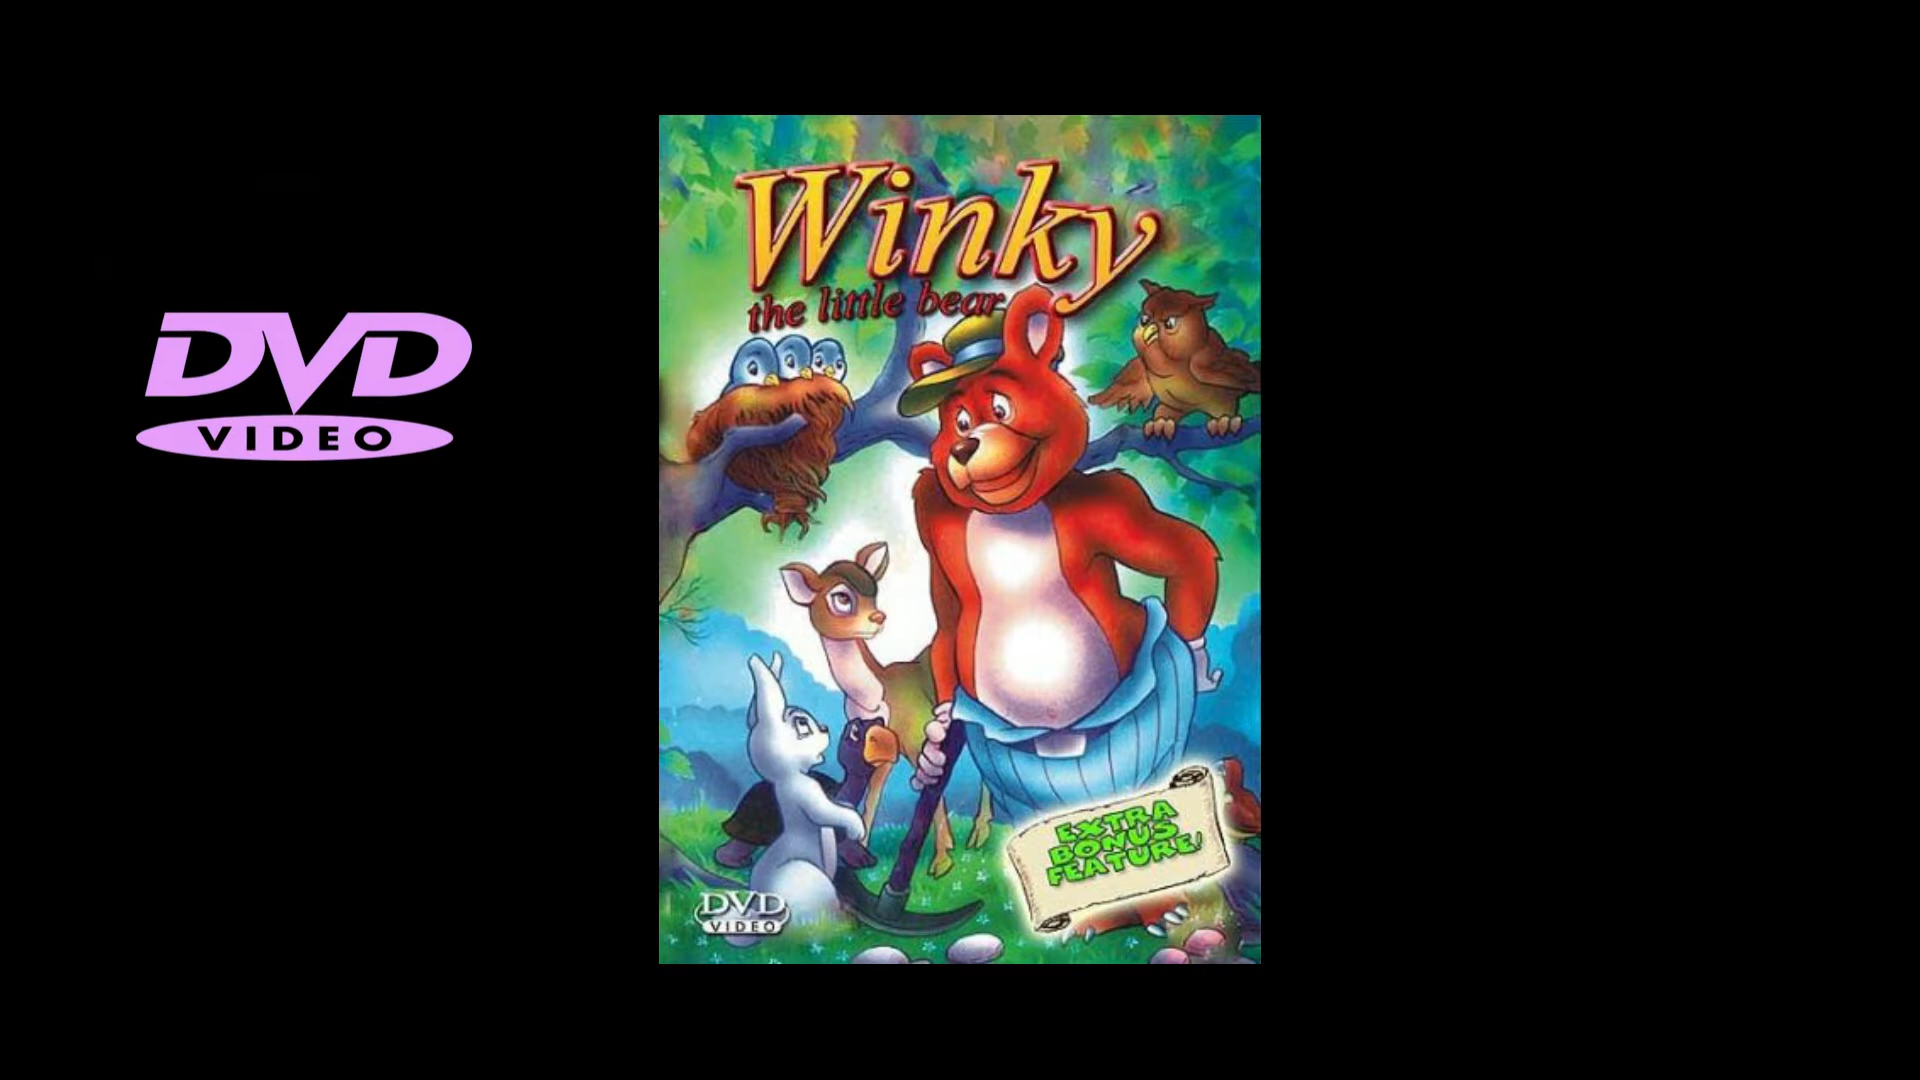 DVD
VIDEO
Winky
the little bear
EXTRA
BONUS
FEATURE!
DVD
VIDEO